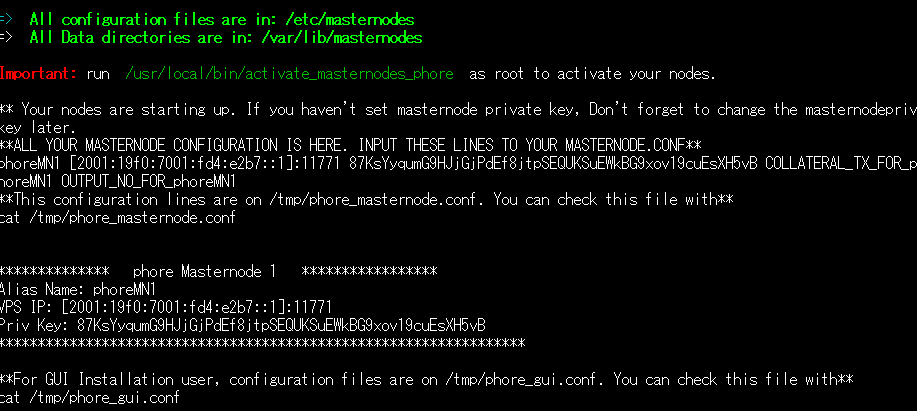 => All configuration files are in: /etc/masternodes
=> All Data directories are in: /var/lib/masternodes
Important: run /usr/local/bin/activate_masternodes_phore as root to activate your nodes.
** Your nodes are starting up. If you haven't set masternode private key, Don't forget to change the masternodepriv
key later.
**ALL YOUR MASTERNODE CONFIGURATION IS HERE. INPUT THESE LINES TO YOUR MASTERNODE.CONF**
phoreMN1 [2001:19f0:7001:fd4:e2b7::1]:11771 87KsYyqumG9HJjGjPdEf8jtpSEQUKSuEWkBG9xov19cuEsXH5vB COLLATERAL_TX_FOR_p
horeMN1 OUTPUT_NO_FOR_phoreMN1
**This configuration lines are on /tmp/phore_masternode.conf. You can check this file with**
cat /tmp/phore_masternode.conf
************** phore Masternode 1 *****************
Alias Name: phoreMN1
VPS IP: [2001:19f0:7001:fd4:e2b7::1]:11771
Priv Key: 87KsYyqumG9HJjGjPdEf8jtpSEQUKSuEWkBG9xov19cuEsXH5vB
*******************************************************************
**For GUI Installation user, configuration files are on /tmp/phore_gui.conf. You can check this file with**
cat /tmp/phore_gui.conf